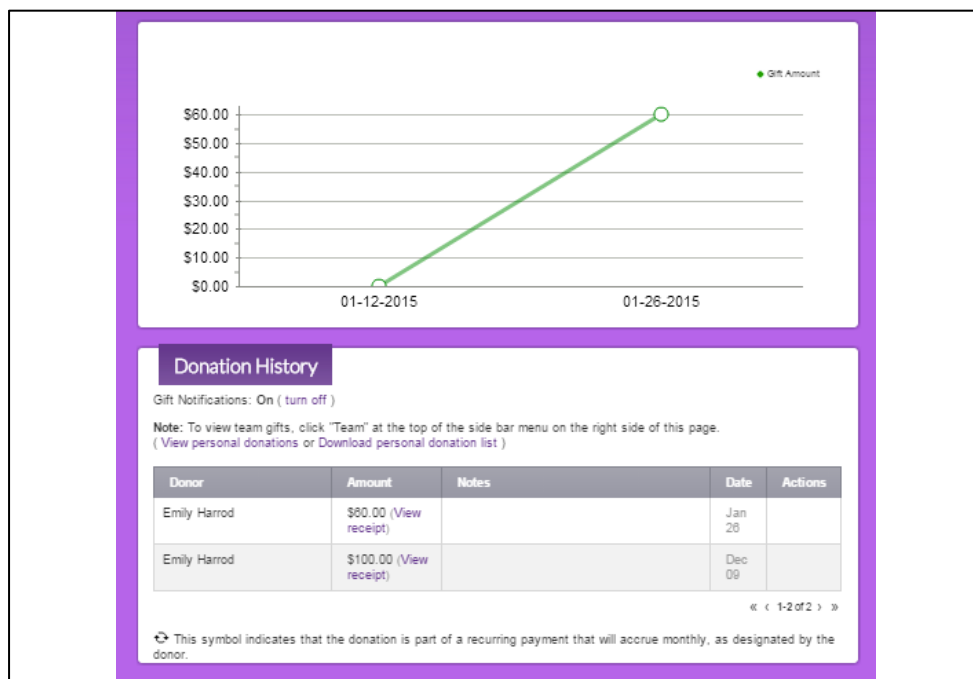 Gift Amount
$60.00
$50.00
$40.00
$30.00
$20.00
$10.00
$0.00
01-12-2015 01-26-2015
Donation History
Gift Notifications: On ( turn off )
Note: To view team gifts, click "Team" at the top of the side bar menu on the right side of this page.
( View personal donations or Download personal donation list )
Donor Amount Notes Date Actions
Emily Harrod $60.00 (View Jan
receipt) 26
Emily Harrod $100.00 (View Dec
receipt) 09
« ‹ 1-2 of 2 › »
This symbol indicates that the donation is part of a recurring payment that will accrue monthly, as designated by the
donor.